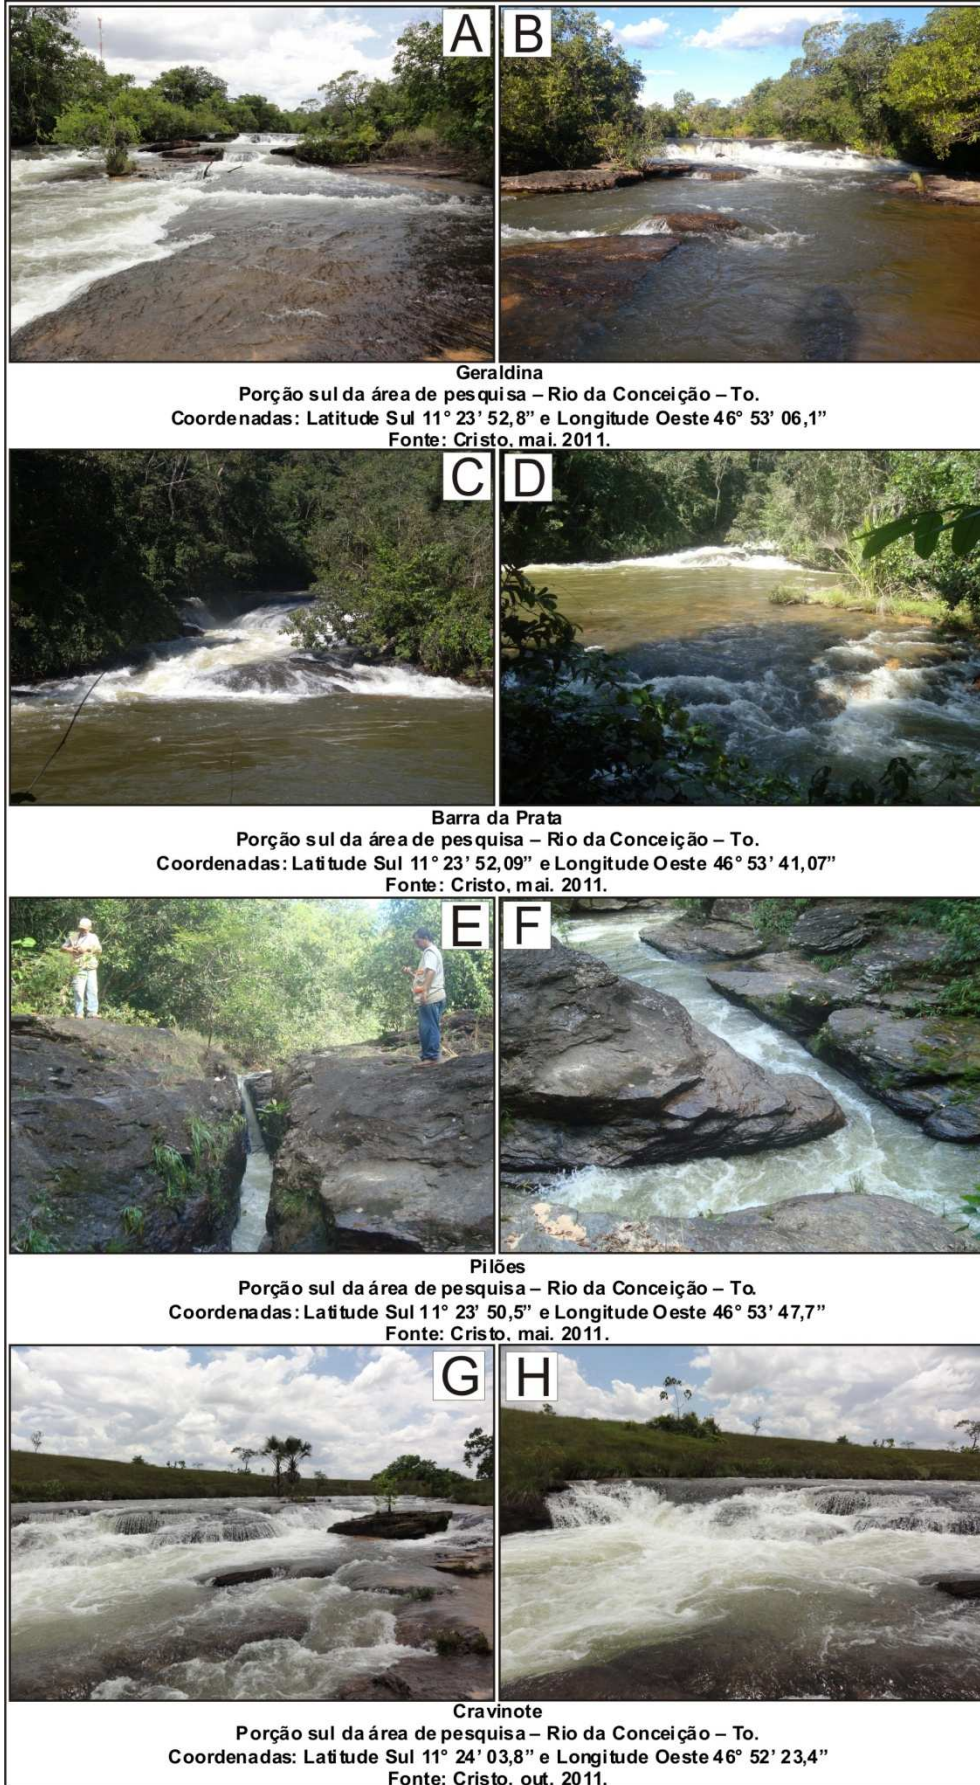 A B
Geraldina
Porção sul da área de pesquisa – Rio da Conceição – To.
Coordenadas: Latitude Sul 11° 23’ 52,8” e Longitude Oeste 46° 53’ 06,1”
Fonte: Cristo, mai. 2011.
C D
Barra da Prata
Porção sul da área de pesquisa – Rio da Conceição – To.
Coordenadas: Latitude Sul 11° 23’ 52,09” e Longitude Oeste 46° 53’ 41,07”
Fonte: Cristo, mai. 2011.
E F
Pilões
Porção sul da área de pesquisa – Rio da Conceição – To.
Coordenadas: Latitude Sul 11° 23’ 50,5” e Longitude Oeste 46° 53’ 47,7”
Fonte: Cristo, mai. 2011.
G H
Cravinote
Porção sul da área de pesquisa – Rio da Conceição – To.
Coordenadas: Latitude Sul 11° 24’ 03,8” e Longitude Oeste 46° 52’ 23,4”
Fonte: Cristo, out. 2011.